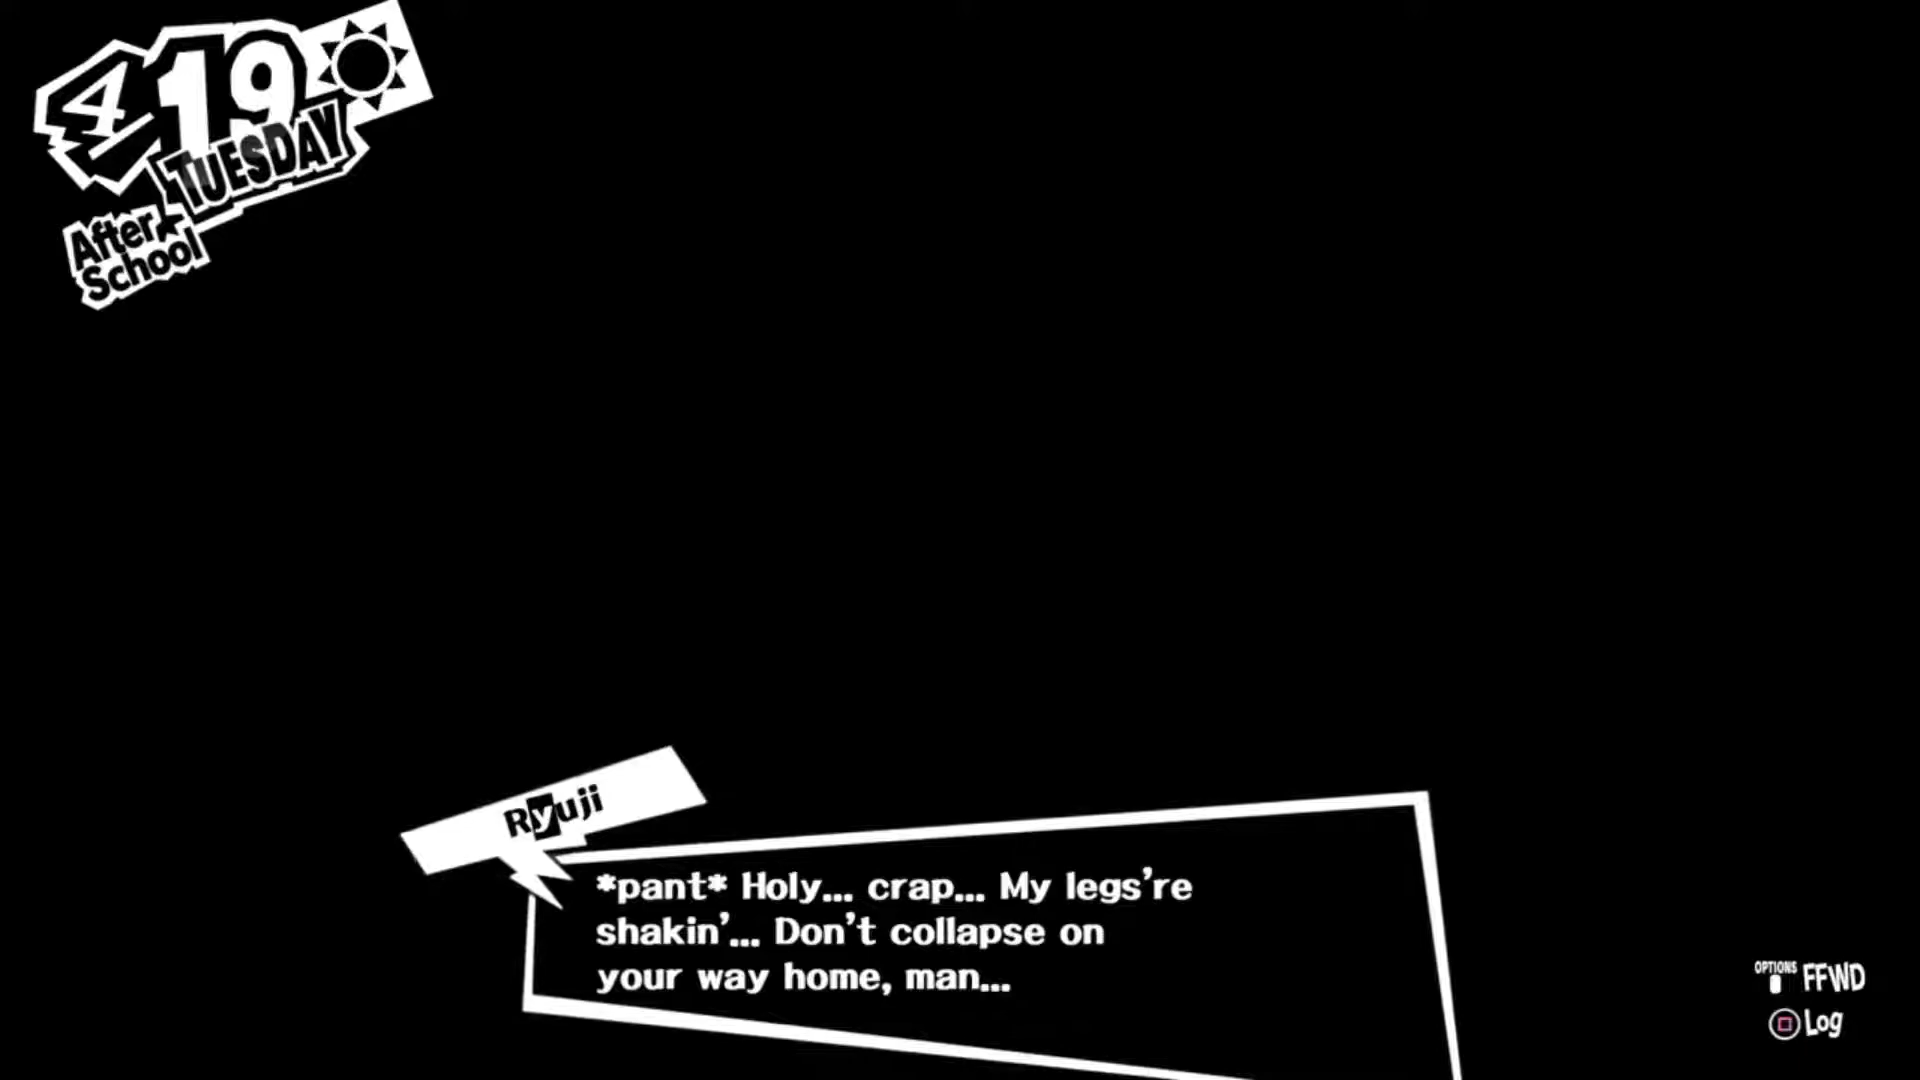 4 19
TUESDAY
After
School
Ryuji
*pant* Holy... crap... My legs're
shakin'... Don't collapse on
your way home, man...
OPTIONS FFWD
Log